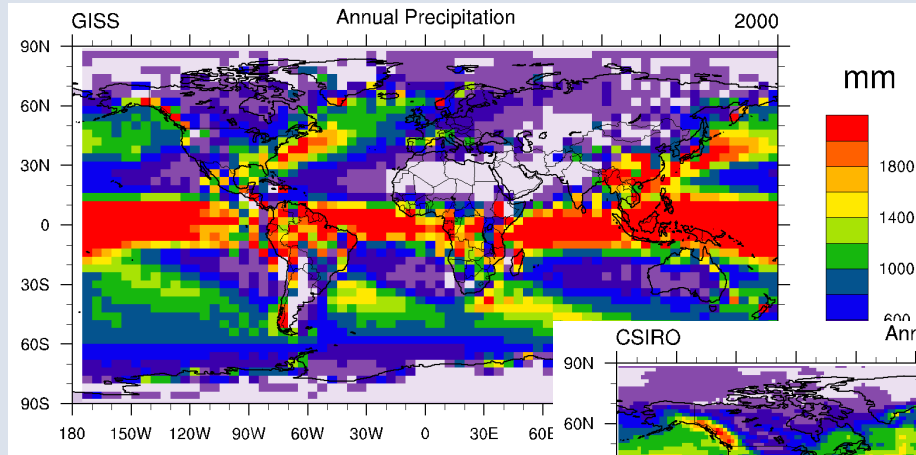 GISS Annual Precipitation 2000
mm
90N
60N
30N
0
30S
60S
90S
180 150W 120W 90W 60W 30W 0 30E
1800
1400
1000
CSIRO
90N
60N